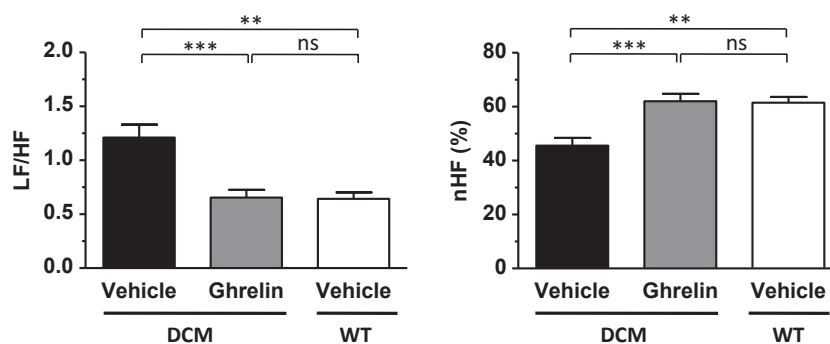 **
*** ns
LF/HF
2.0
1.5
1.0
0.5
0.0
Vehicle Ghrelin Vehicle
DCM WT
**
*** ns
nHF (%)
80
60
40
20
0
Vehicle Ghrelin Vehicle
DCM WT